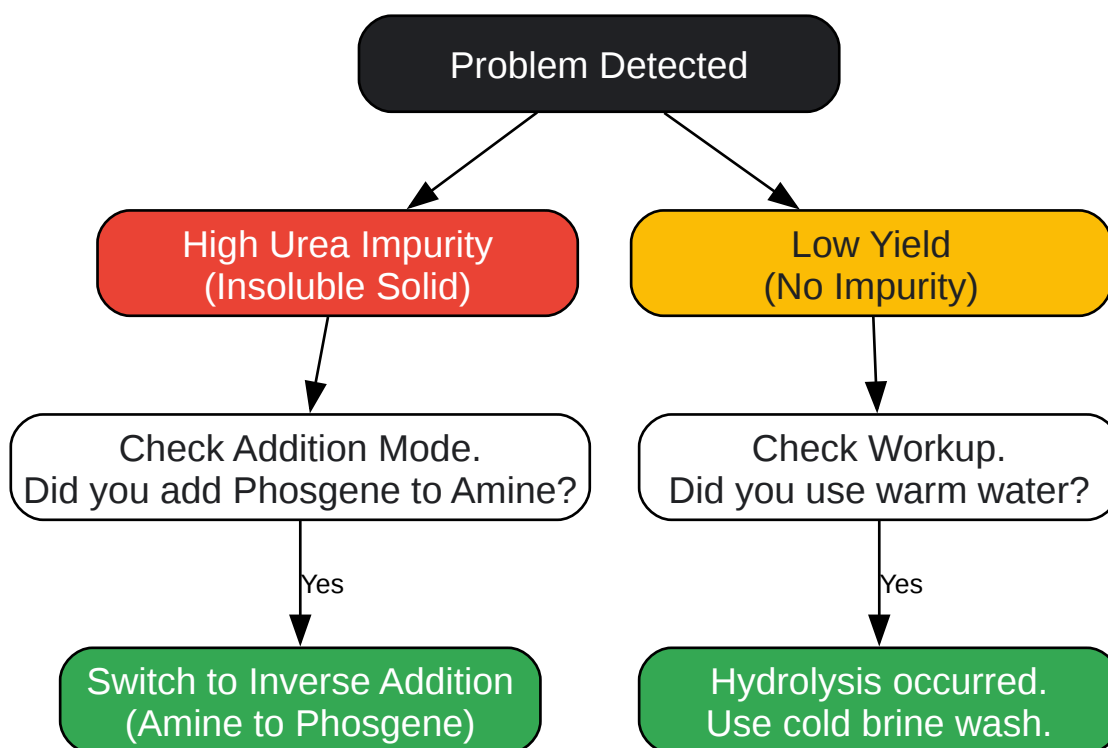 Problem Detected
High Urea Impurity
(Insoluble Solid)
Low Yield
(No Impurity)
Check Addition Mode.
Did you add Phosgene to Amine?
Check Workup.
Did you use warm water?
Yes
Yes
Switch to Inverse Addition
(Amine to Phosgene)
Hydrolysis occurred.
Use cold brine wash.